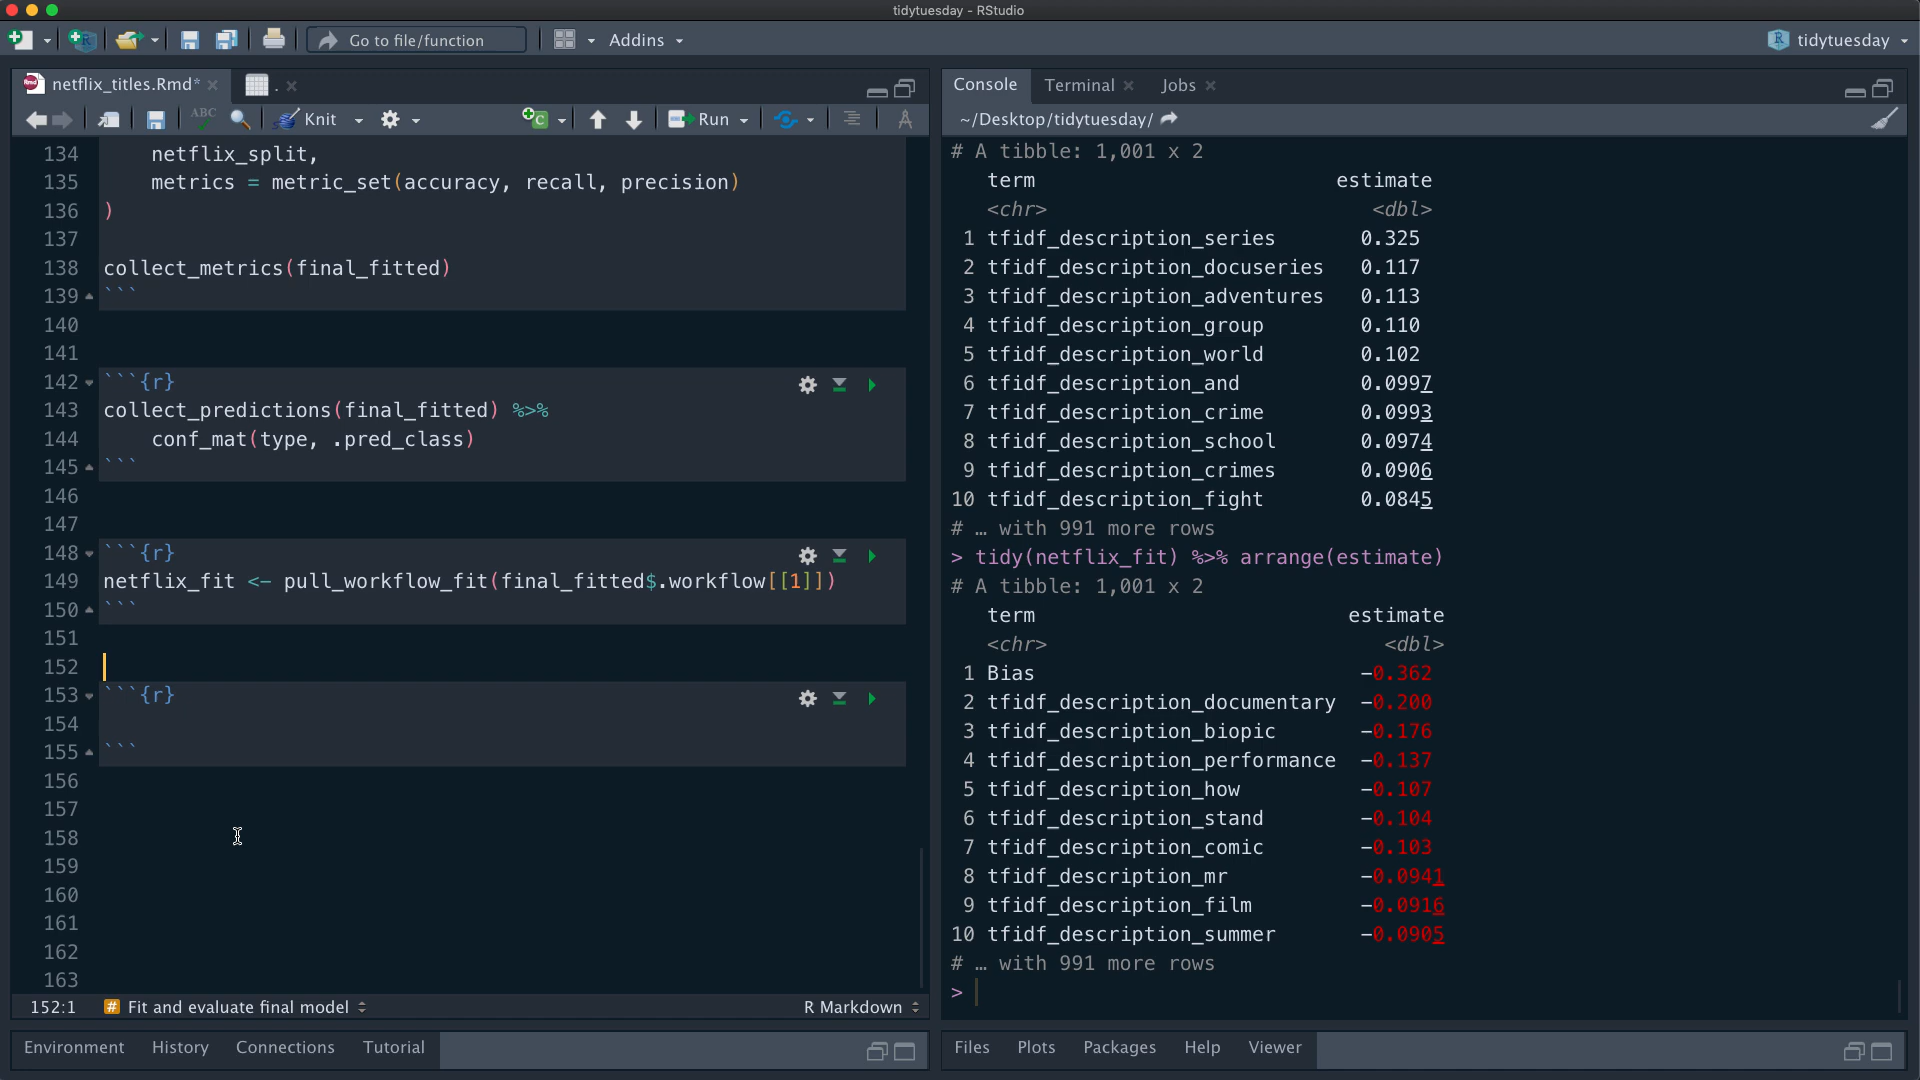 tidytuesday - RStudio
Go to file/function
Addins
tidytuesday
netflix_titles.Rmd*
.
ABC
Knit
Run
134     netflix_split,
135     metrics = metric_set(accuracy, recall, precision)
136 )
137
138 collect_metrics(final_fitted)
139 ```
140
141
142 ```{r}
143 collect_predictions(final_fitted) %>%
144     conf_mat(type, .pred_class)
145 ```
146
147
148 ```{r}
149 netflix_fit <- pull_workflow_fit(final_fitted$.workflow[[1]])
150 ```
151
152
153 ```{r}
154
155 ```
156
157
158
159
160
161
162
163
152:1 # Fit and evaluate final model
R Markdown
Environment History Connections Tutorial
Console Terminal Jobs
~/Desktop/tidytuesday/
# A tibble: 1,001 x 2
term estimate
<chr> <dbl>
1 tfidf_description_series 0.325
2 tfidf_description_docuseries 0.117
3 tfidf_description_adventures 0.113
4 tfidf_description_group 0.110
5 tfidf_description_world 0.102
6 tfidf_description_and 0.0997
7 tfidf_description_crime 0.0993
8 tfidf_description_school 0.0974
9 tfidf_description_crimes 0.0906
10 tfidf_description_fight 0.0845
# … with 991 more rows
> tidy(netflix_fit) %>% arrange(estimate)
# A tibble: 1,001 x 2
term estimate
<chr> <dbl>
1 Bias -0.362
2 tfidf_description_documentary -0.200
3 tfidf_description_biopic -0.176
4 tfidf_description_performance -0.137
5 tfidf_description_how -0.107
6 tfidf_description_stand -0.104
7 tfidf_description_comic -0.103
8 tfidf_description_mr -0.0941
9 tfidf_description_film -0.0916
10 tfidf_description_summer -0.0905
# … with 991 more rows
>
Files Plots Packages Help Viewer